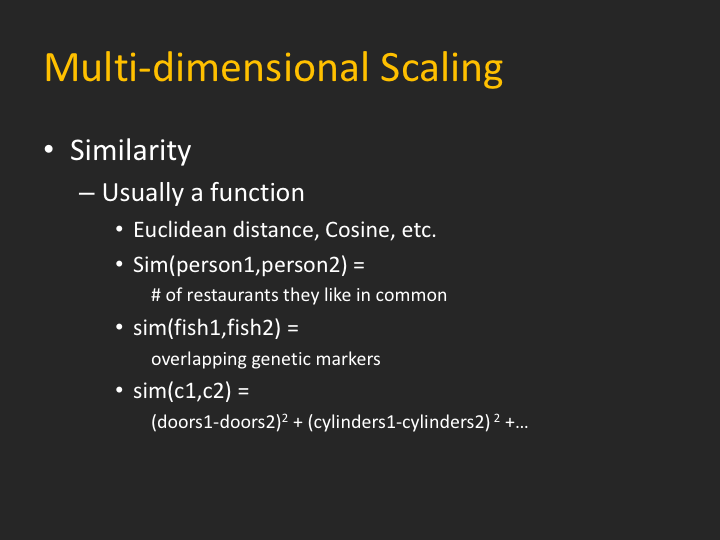 Multi-dimensional Scaling
• Similarity
– Usually a function
• Euclidean distance, Cosine, etc.
• Sim(person1,person2) =
# of restaurants they like in common
• sim(fish1,fish2) =
overlapping genetic markers
• sim(c1,c2) =
(doors1-doors2)² + (cylinders1-cylinders2) ² +…